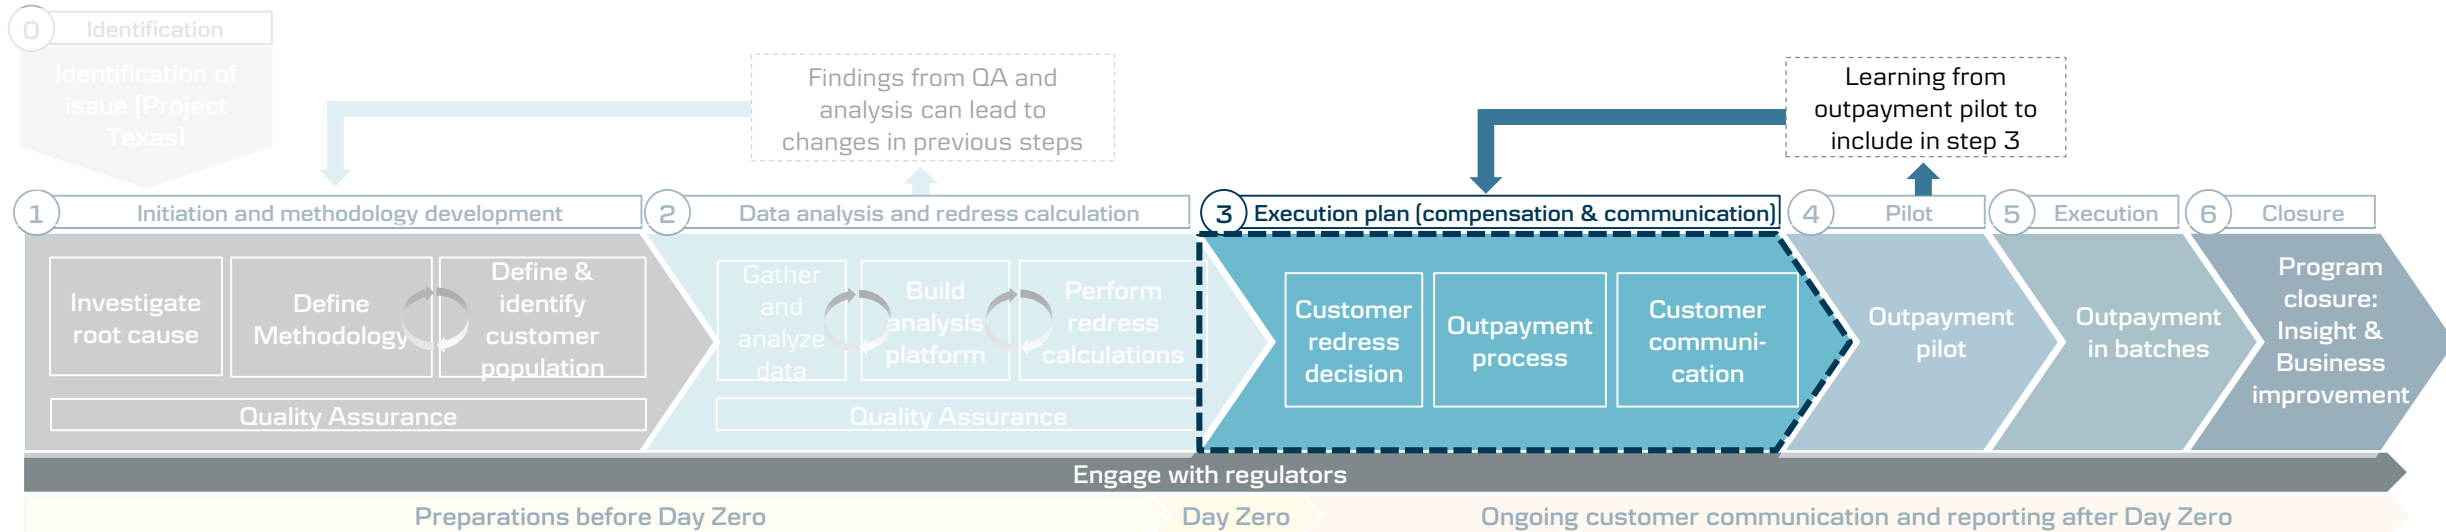 0
Identification
Identification of
issue (Project
Texas)
Findings from QA and
analysis can lead to
changes in previous steps
Learning from
outpayment pilot to
include in step 3
1
Initiation and methodology development
2
Data analysis and redress calculation
3
Execution plan (compensation & communication)
4
Pilot
5
Execution
6
Closure
Investigate
root cause
Define
Methodology
Define &
identify
customer
population
Quality Assurance
Gather
and
analyze
data
Build
analysis
platform
Perform
redress
calculations
Quality Assurance
Customer
redress
decision
Outpayment
process
Customer
communi-
cation
Outpayment
pilot
Outpayment
in batches
Program
closure:
Insight &
Business
improvement
Engage with regulators
Preparations before Day Zero
Day Zero
Ongoing customer communication and reporting after Day Zero